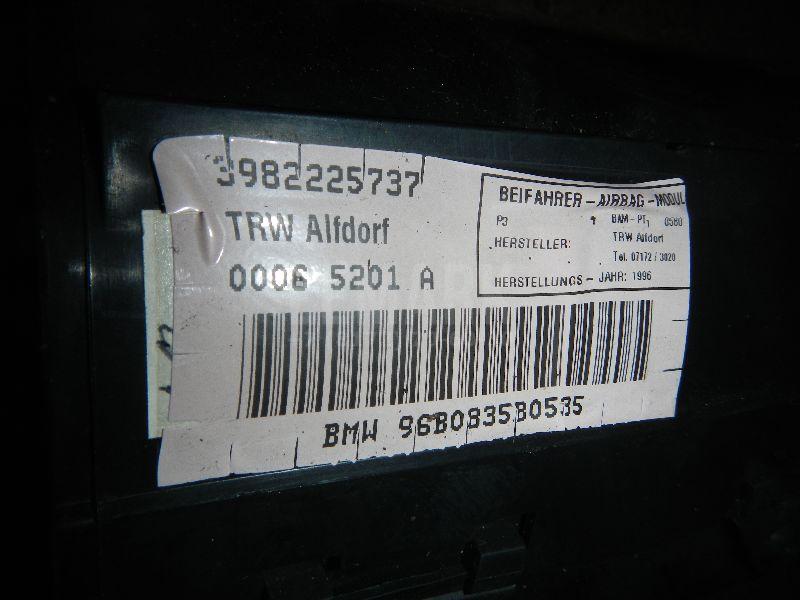 3982225737
TRW Alfdorf
0006 5201 A
BEIFAHRER-AIRBAG-MODUL
P3 BAM-PT1 0580
HERSTELLER: TRW Alfdorf
Tel. 07172 / 3020
HERSTELLUNGS-JAHR: 1996
BMW 96B0835B0535